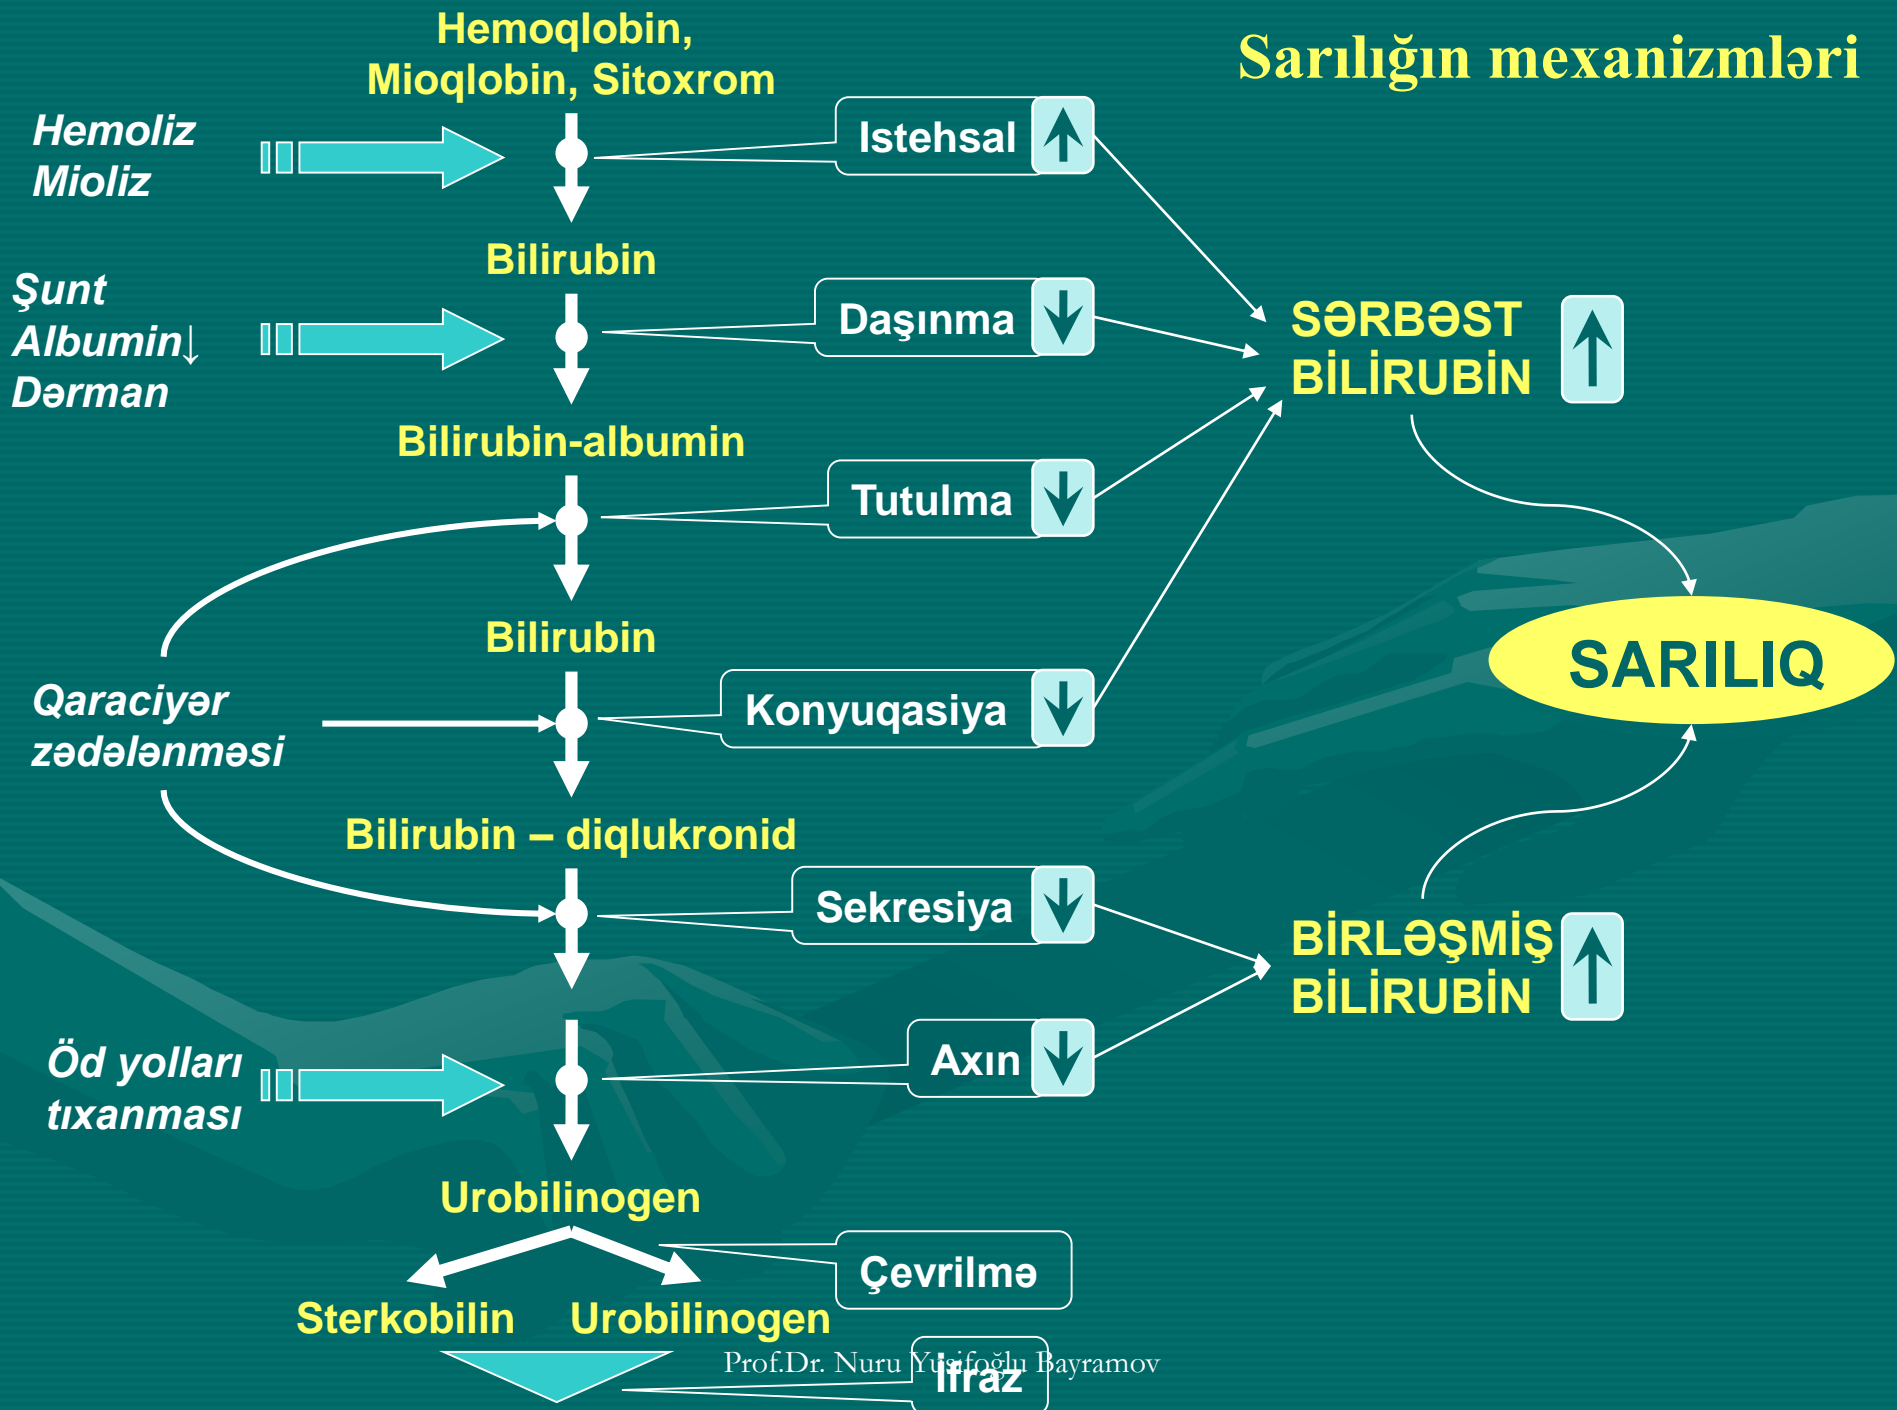 Sarılığın mexanizmləri
Hemoqlobin,
Mioqlobin, Sitoxrom
Hemoliz
Mioliz
Istehsal
Bilirubin
Şunt
Albumin↓
Dərman
Daşınma
SƏRBƏST
BİLİRUBİN
Bilirubin-albumin
Tutulma
Bilirubin
SARILIQ
Qaraciyər
zədələnməsi
Konyuqasiya
Bilirubin – diqlukronid
Sekresiya
BİRLƏŞMİŞ
BİLİRUBİN
Öd yolları
tıxanması
Axın
Urobilinogen
Çevrilmə
Sterkobilin
Urobilinogen
Prof.Dr. Nuru Yusifoğlu Bayramov
İfraz